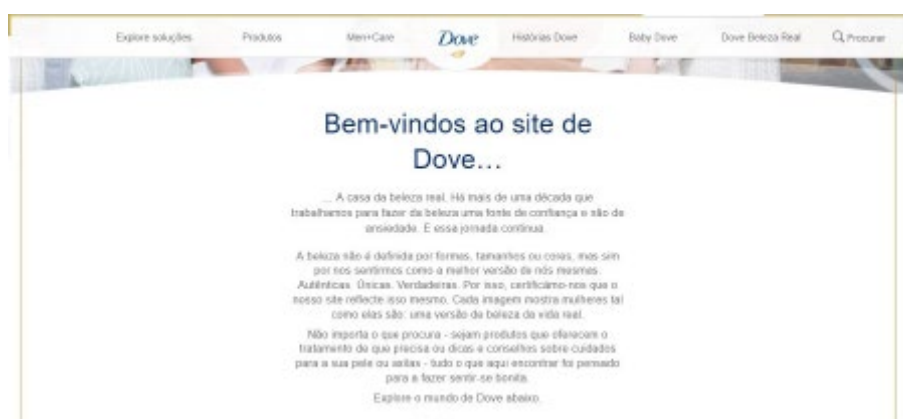 Explore soluções Produtos Men+Care Dove Histórias Dove Baby Dove Dove Beleza Real Procurar
Bem-vindos ao site de
Dove...
... A casa da beleza real. Há mais de uma década que
trabalhamos para fazer da beleza uma fonte de confiança e não de
ansiedade. E essa jornada continua.
A beleza não é definida por formas, tamanhos ou cores, mas sim
por nos sentirmos como a melhor versão de nós mesmas.
Autênticas. Únicas. Verdadeiras. Por isso, certificámo-nos que o
nosso site reflecte isso mesmo. Cada imagem mostra mulheres tal
como elas são: uma versão de beleza da vida real.
Não importa o que procura - sejam produtos que oferecem o
tratamento de que precisa ou dicas e conselhos sobre cuidados
para a sua pele ou axilas - tudo o que aqui encontrar foi pensado
para a fazer sentir-se bonita.
Explore o mundo de Dove abaixo.